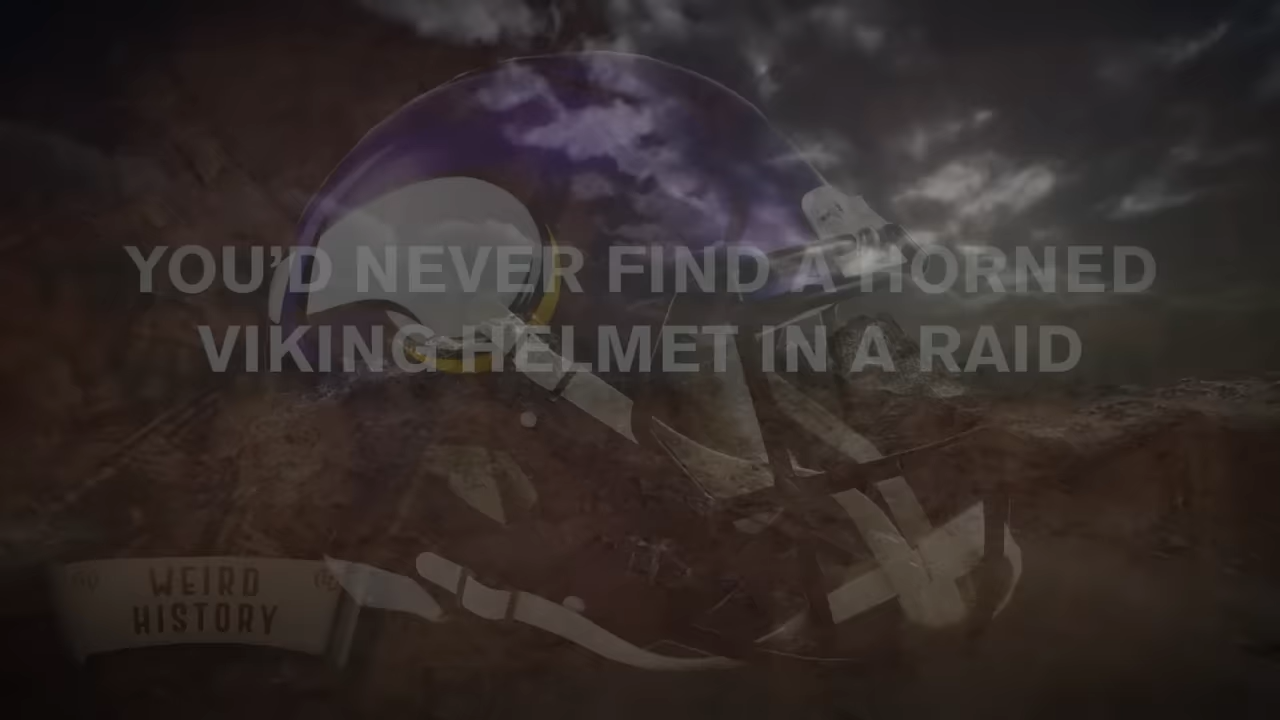 YOU'D NEVER FIND A HORNED
VIKING HELMET IN A RAID
WEIRD
HISTORY